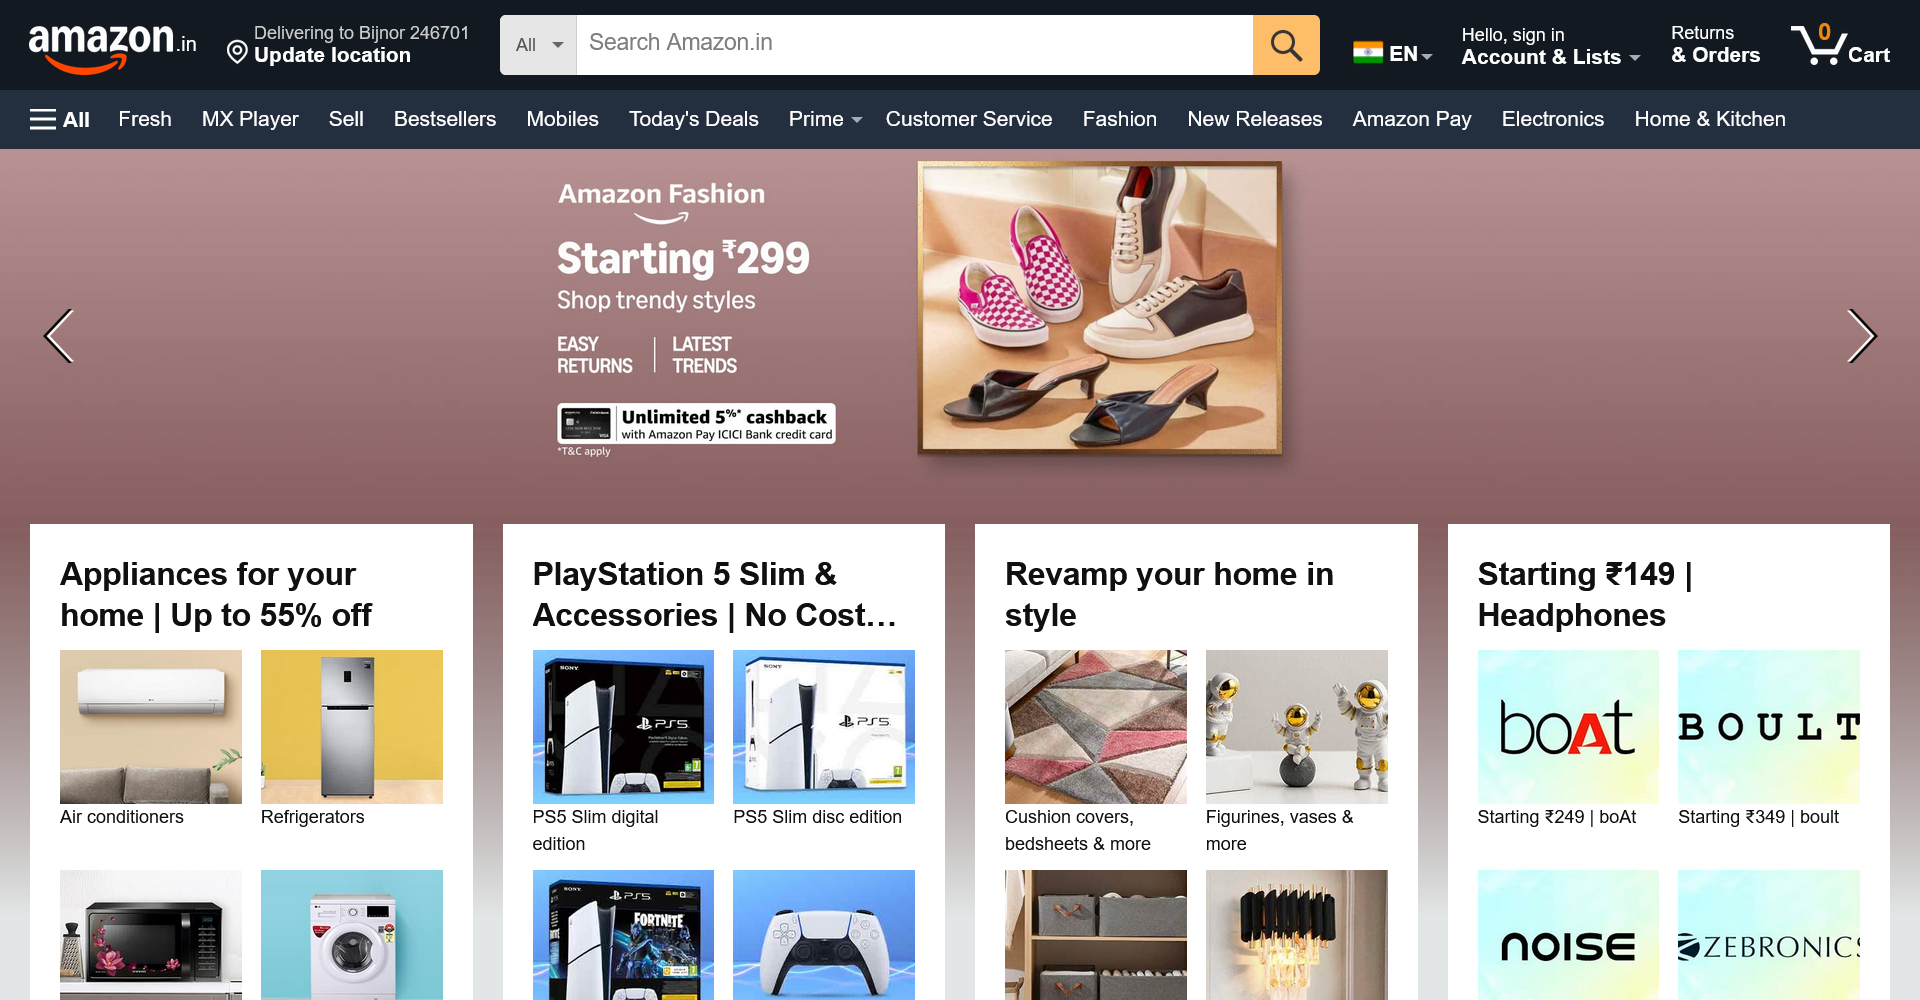 amazon.in
Delivering to Bijnor 246701
Update location
All
Search Amazon.in
EN
Hello, sign in
Account & Lists
Returns
& Orders
0
Cart
All
Fresh
MX Player
Sell
Bestsellers
Mobiles
Today's Deals
Prime
Customer Service
Fashion
New Releases
Amazon Pay
Electronics
Home & Kitchen
Amazon Fashion
Starting ₹299
Shop trendy styles
EASY
RETURNS
LATEST
TRENDS
Unlimited 5%* cashback
with Amazon Pay ICICI Bank credit card
*T&C apply
Appliances for your
home | Up to 55% off
Air conditioners
Refrigerators
PlayStation 5 Slim &
Accessories | No Cost…
SONY
PS5
SONY
PS5
PS5 Slim digital
edition
PS5 Slim disc edition
SONY
PS5
FORTNITE
Revamp your home in
style
Cushion covers,
bedsheets & more
Figurines, vases &
more
Starting ₹149 |
Headphones
boAt
BOULT
Starting ₹249 | boAt
Starting ₹349 | boult
noise
ZEBRONICS